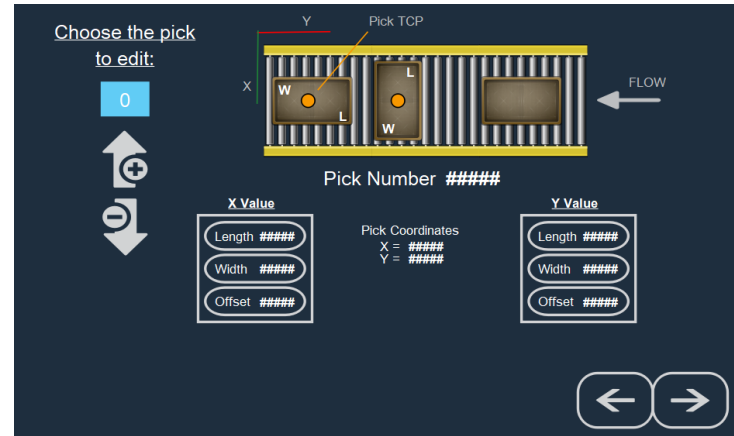 Choose the pick
to edit:
0
Y
Pick TCP
X
W
L
L
W
FLOW
Pick Number #####
X Value
Length #####
Width #####
Offset #####
Pick Coordinates
X = #####
Y = #####
Y Value
Length #####
Width #####
Offset #####